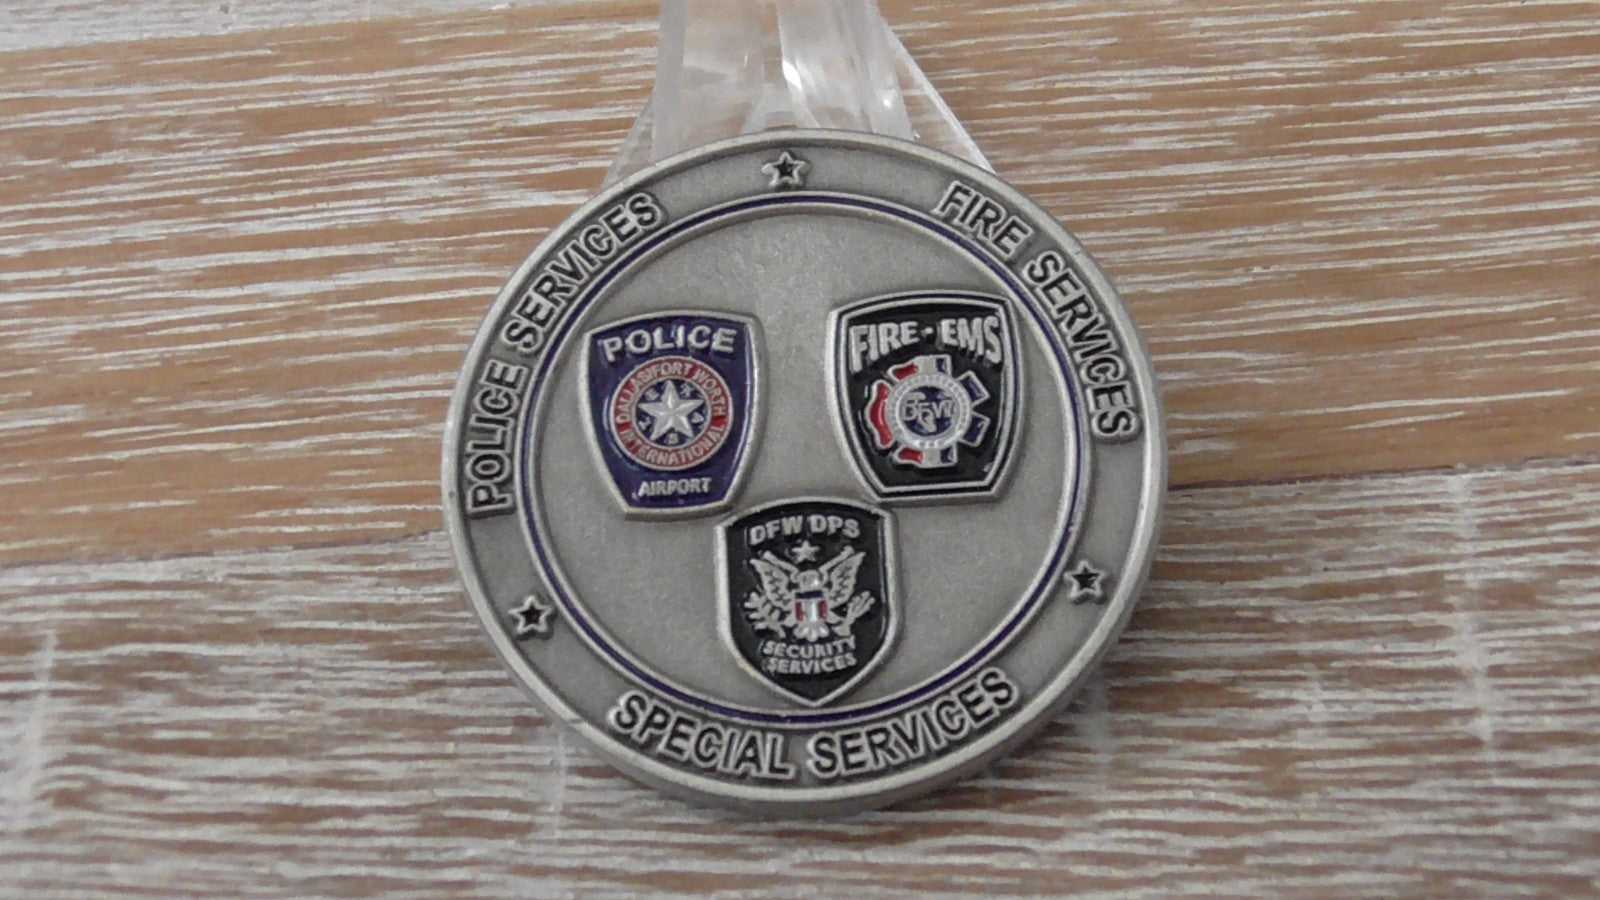 POLICE SERVICES
FIRE SERVICES
POLICE
DALLAS/FORT WORTH
INTERNATIONAL
AIRPORT
FIRE-EMS
DFW
DFW DPS
SECURITY
SERVICES
SPECIAL SERVICES